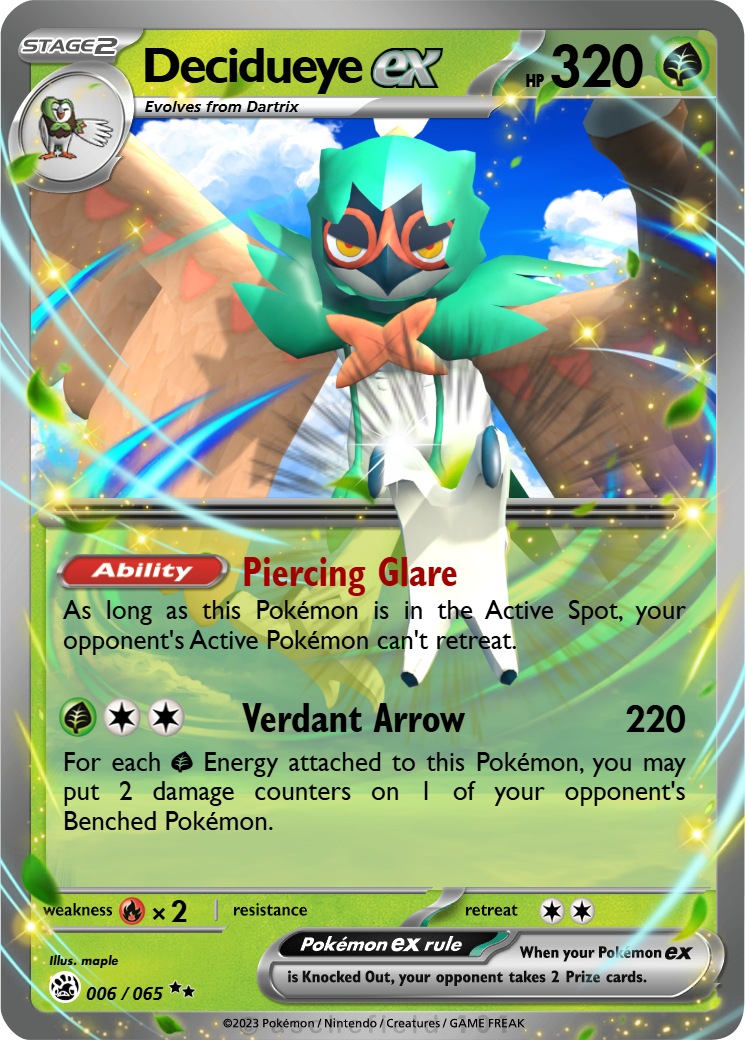 STAGE2
Decidueye ex HP 320
Evolves from Dartrix
Ability Piercing Glare
As long as this Pokémon is in the Active Spot, your
opponent's Active Pokémon can't retreat.
Verdant Arrow 220
For each Energy attached to this Pokémon, you may
put 2 damage counters on 1 of your opponent's
Benched Pokémon.
weakness × 2 resistance retreat
Illus. maple
006 / 065
Pokémon ex rule
When your Pokémon ex
is Knocked Out, your opponent takes 2 Prize cards.
©2023 Pokémon / Nintendo / Creatures / GAME FREAK